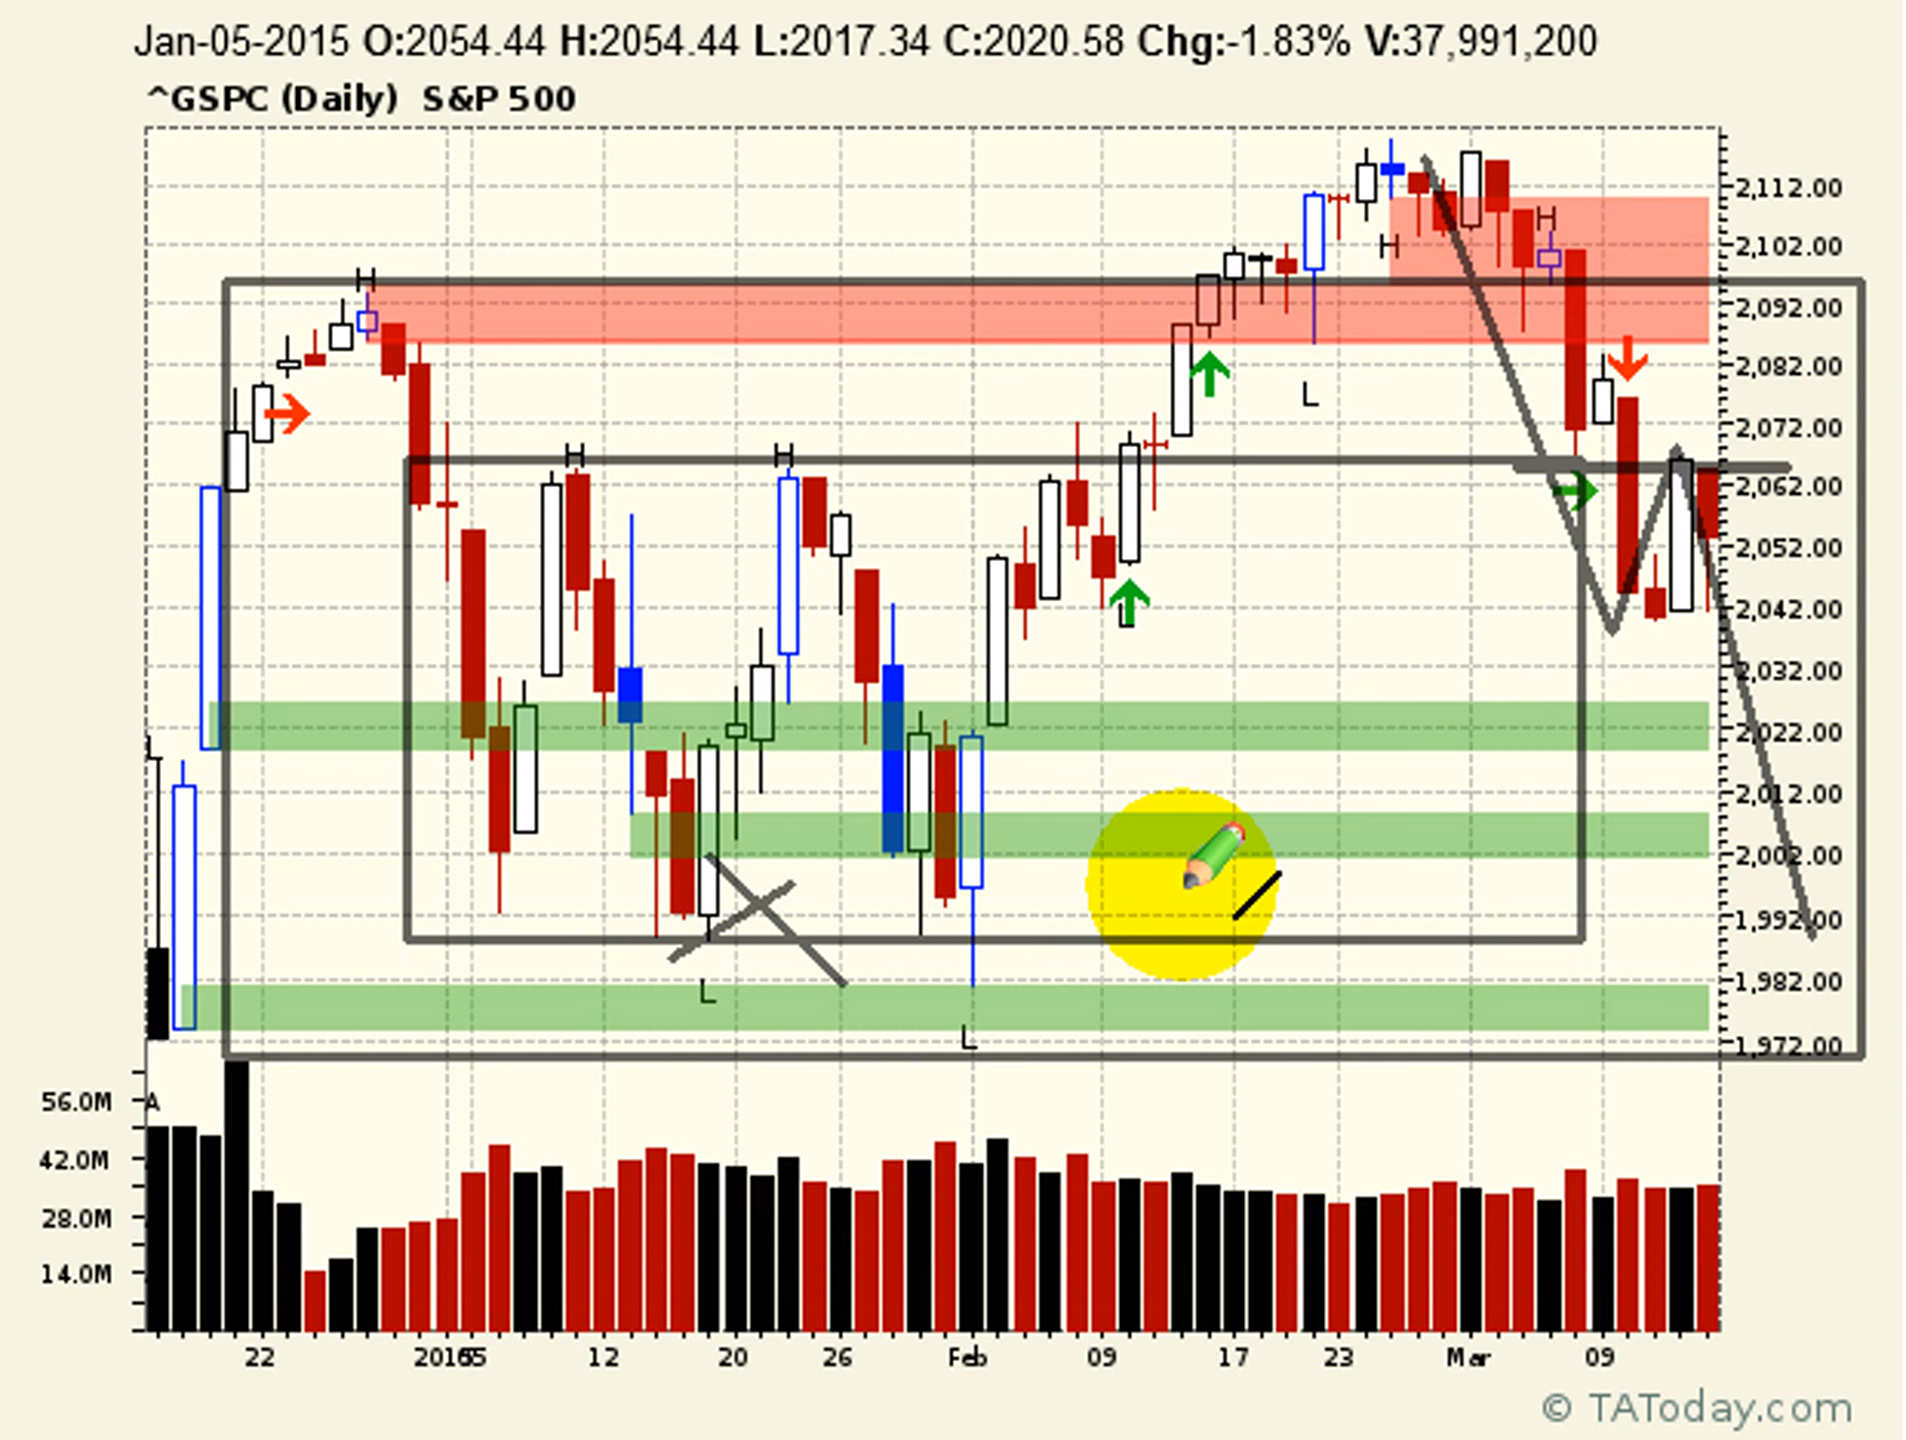 Jan-05-2015 O:2054.44 H:2054.44 L:2017.34 C:2020.58 Chg:-1.83% V:37,991,200
^GSPC (Daily) S&P 500
H
H
H
H
H
L
L
L
L
L
2,112.00
2,102.00
2,092.00
2,082.00
2,072.00
2,062.00
2,052.00
2,042.00
2,032.00
2,022.00
2,012.00
2,002.00
1,992.00
1,982.00
1,972.00
A
56.0M
42.0M
28.0M
14.0M
22 2015 12 20 26 Feb 09 17 23 Mar 09
© TAToday.com